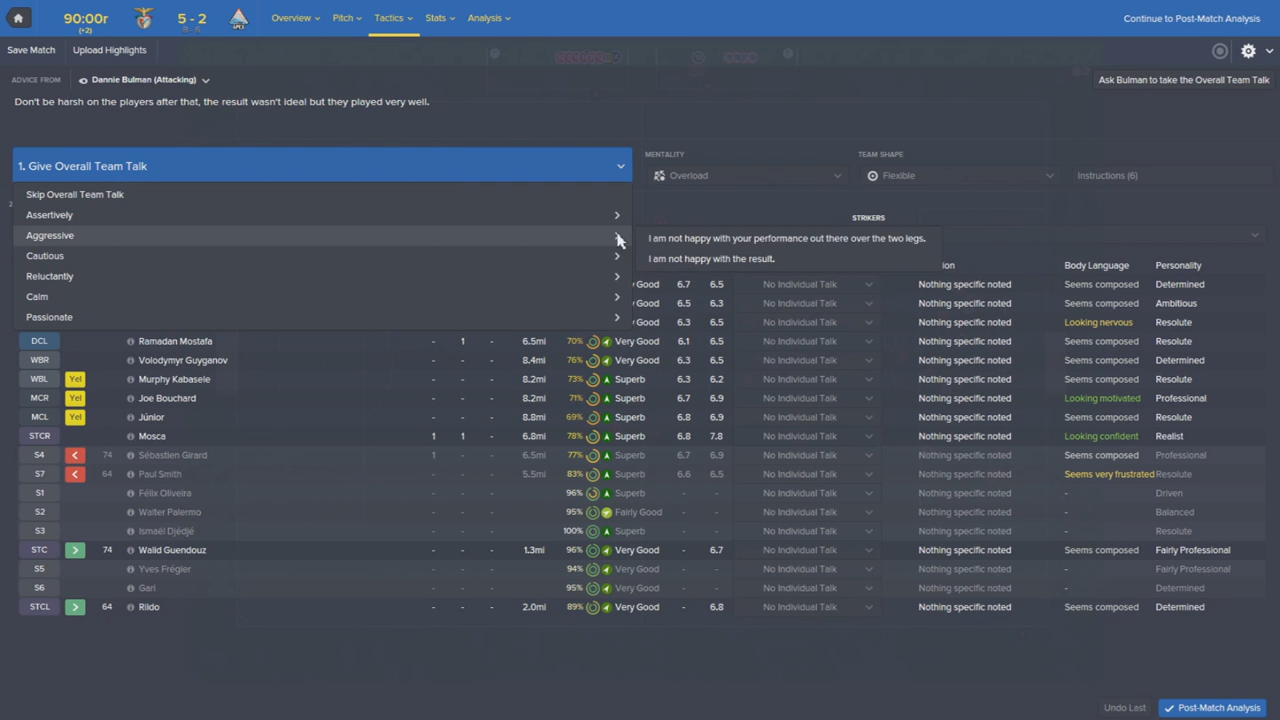 90:00r 5 - 2 Overview Pitch Tactics Stats Analysis Continue to Post-Match Analysis
(+2) 8 - 6
Save Match Upload Highlights
ADVICE FROM Dannie Bulman (Attacking) Ask Bulman to take the Overall Team Talk
Don't be harsh on the players after that, the result wasn't ideal but they played very well.
MENTALITY TEAM SHAPE
1. Give Overall Team Talk
Overload Flexible Instructions (6)
Skip Overall Team Talk
2
Assertively STRIKERS
Aggressive I am not happy with your performance out there over the two legs.
Cautious I am not happy with the result.
Body Language Personality
Reluctantly
Good 6.7 6.5 No Individual Talk Nothing specific noted Seems composed Determined
Calm
Good 6.5 6.3 No Individual Talk Nothing specific noted Seems composed Ambitious
Passionate
Good 6.3 6.5 No Individual Talk Nothing specific noted Looking nervous Resolute
DCL Ramadan Mostafa - 1 - 6.5mi 70% Very Good 6.1 6.5 No Individual Talk Nothing specific noted Seems composed Resolute
WBR Volodymyr Guyganov - - - 8.4mi 76% Very Good 6.3 6.5 No Individual Talk Nothing specific noted Seems composed Determined
WBL Yel Murphy Kabasele - - - 8.2mi 73% Superb 6.3 6.2 No Individual Talk Nothing specific noted Seems composed Resolute
MCR Yel Joe Bouchard - - - 8.2mi 71% Superb 6.7 6.9 No Individual Talk Nothing specific noted Looking motivated Professional
MCL Yel Júnior - - - 8.8mi 69% Superb 6.8 6.9 No Individual Talk Nothing specific noted Seems composed Resolute
STCR Mosca 1 1 - 6.8mi 78% Superb 6.8 7.8 No Individual Talk Nothing specific noted Looking confident Realist
S4 74 Sébastien Girard 1 - - 6.5mi 77% Superb 6.7 6.9 No Individual Talk Nothing specific noted Seems composed Professional
S7 64 Paul Smith - - - 5.5mi 83% Superb 6.6 6.5 No Individual Talk Nothing specific noted Seems very frustrated Resolute
S1 Félix Oliveira - - - 96% Superb - - No Individual Talk Nothing specific noted - Driven
S2 Walter Palermo - - - 95% Fairly Good - - No Individual Talk Nothing specific noted - Balanced
S3 Ismaël Djédjé - - - 100% Superb - - No Individual Talk Nothing specific noted - Resolute
STC 74 Walid Guendouz - - - 1.3mi 96% Very Good - 6.7 No Individual Talk Nothing specific noted Seems composed Fairly Professional
S5 Yves Frégier - - - 94% Very Good - - No Individual Talk Nothing specific noted - Fairly Professional
S6 Gari - - - 95% Very Good - - No Individual Talk Nothing specific noted - Determined
STCL 64 Rildo - - - 2.0mi 89% Very Good - 6.8 No Individual Talk Nothing specific noted Seems composed Determined
Undo Last Post-Match Analysis